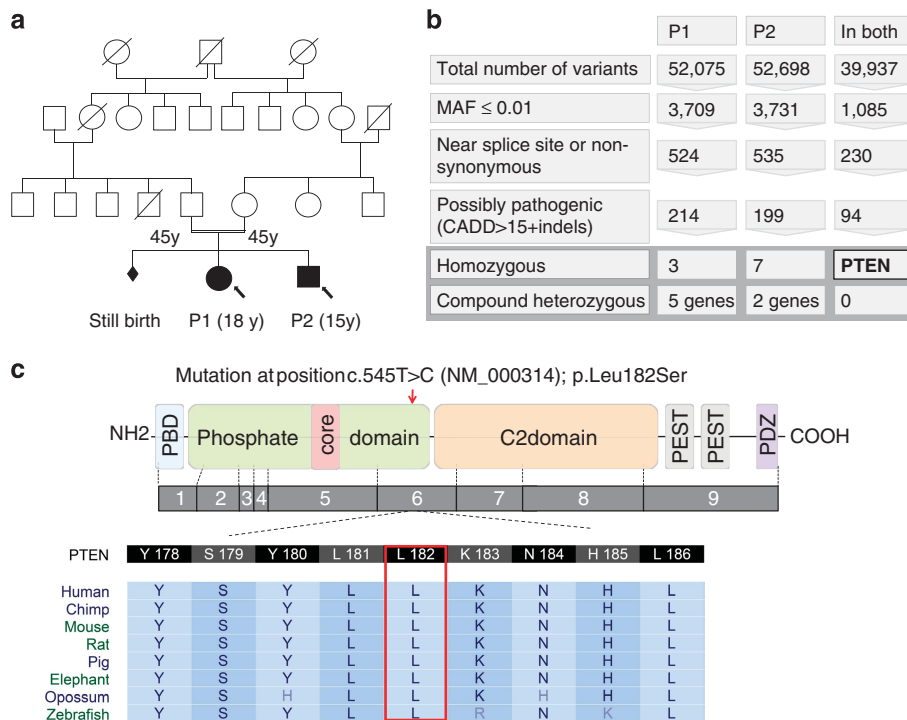 a
45y 45y
Still birth P1 (18 y) P2 (15y)
b
P1 P2 In both
Total number of variants 52,075 52,698 39,937
MAF ≤ 0.01 3,709 3,731 1,085
Near splice site or non-
synonymous 524 535 230
Possibly pathogenic
(CADD>15+indels) 214 199 94
Homozygous 3 7 PTEN
Compound heterozygous 5 genes 2 genes 0
c
Mutation at position c.545T>C (NM_000314); p.Leu182Ser
NH2 PBD Phosphate core domain C2domain PEST PEST PDZ COOH
1 2 3 4 5 6 7 8 9
PTEN Y 178 S 179 Y 180 L 181 L 182 K 183 N 184 H 185 L 186
Human Y S Y L L K N H L
Chimp Y S Y L L K N H L
Mouse Y S Y L L K N H L
Rat Y S Y L L K N H L
Pig Y S Y L L K N H L
Elephant Y S Y L L K N H L
Opossum Y S H L L K H H L
Zebrafish Y S Y L L R N K L